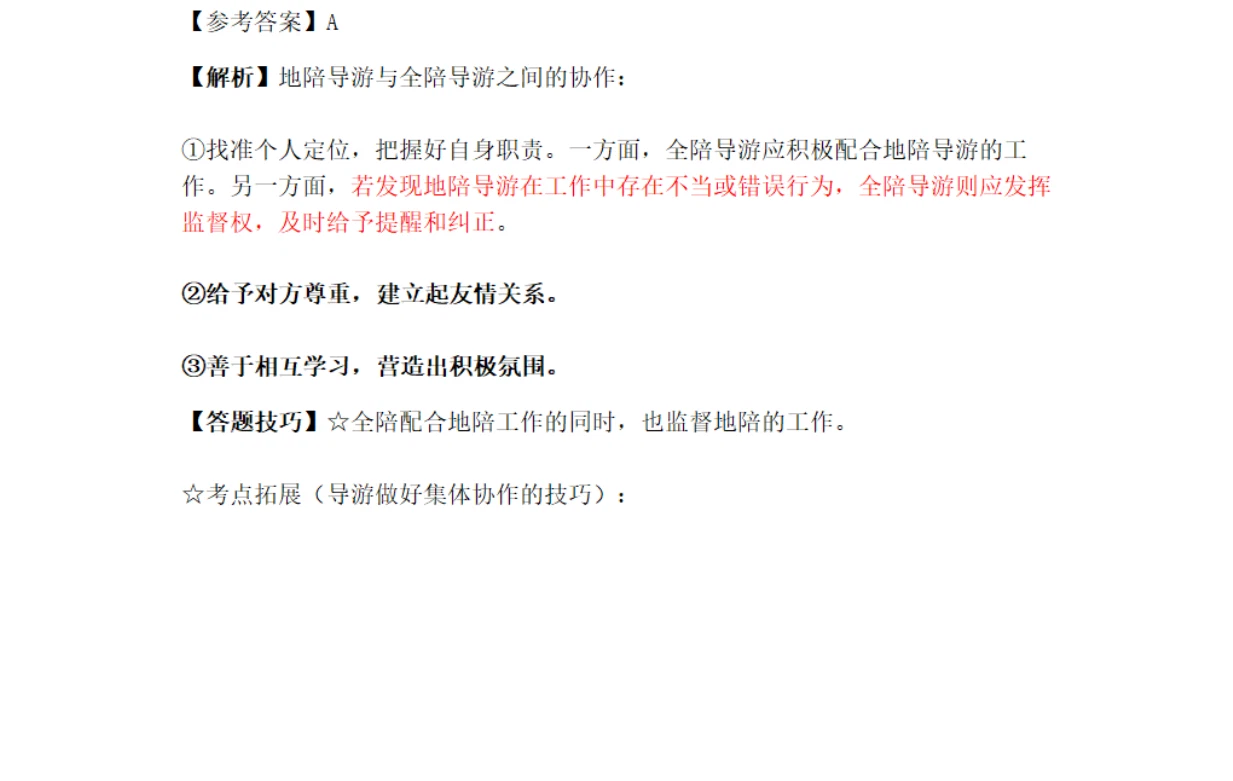 【参考答案】A
【解析】地陪导游与全陪导游之间的协作：
①找准个人定位，把握好自身职责。一方面，全陪导游应积极配合地陪导游的工
作。另一方面，若发现地陪导游在工作中存在不当或错误行为，全陪导游则应发挥
监督权，及时给予提醒和纠正。
②给予对方尊重，建立起友情关系。
③善于相互学习，营造出积极氛围。
【答题技巧】☆全陪配合地陪工作的同时，也监督地陪的工作。
☆考点拓展（导游做好集体协作的技巧）：